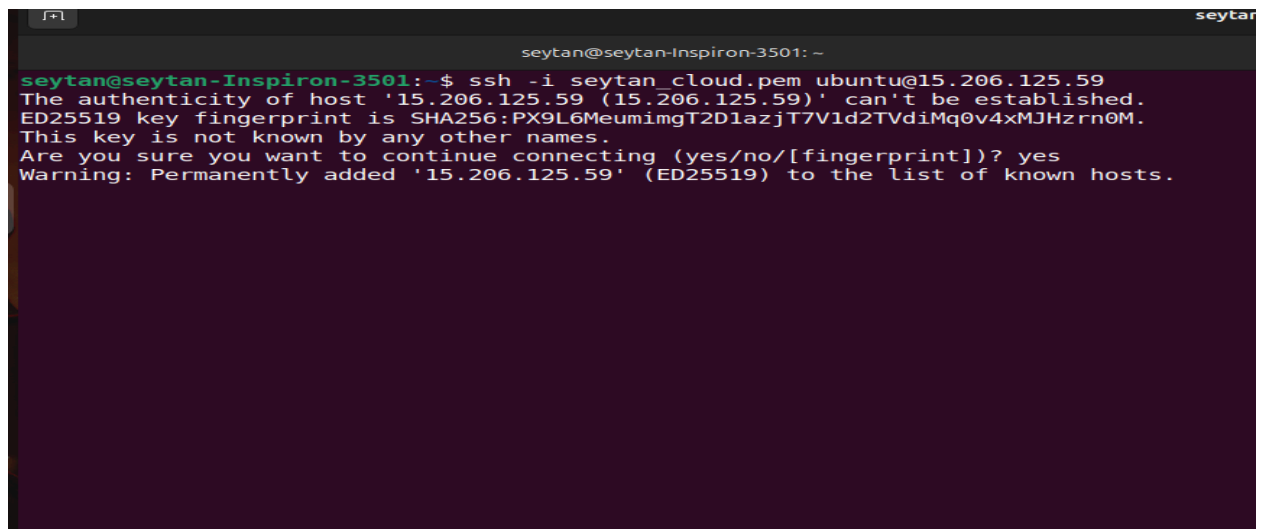 seytan
seytan@seytan-Inspiron-3501: ~
seytan@seytan-Inspiron-3501:~$ ssh -i seytan_cloud.pem ubuntu@15.206.125.59
The authenticity of host '15.206.125.59 (15.206.125.59)' can't be established.
ED25519 key fingerprint is SHA256:PX9L6MeumimgT2D1azjT7V1d2TVdiMq0v4xMJHzrn0M.
This key is not known by any other names.
Are you sure you want to continue connecting (yes/no/[fingerprint])? yes
Warning: Permanently added '15.206.125.59' (ED25519) to the list of known hosts.